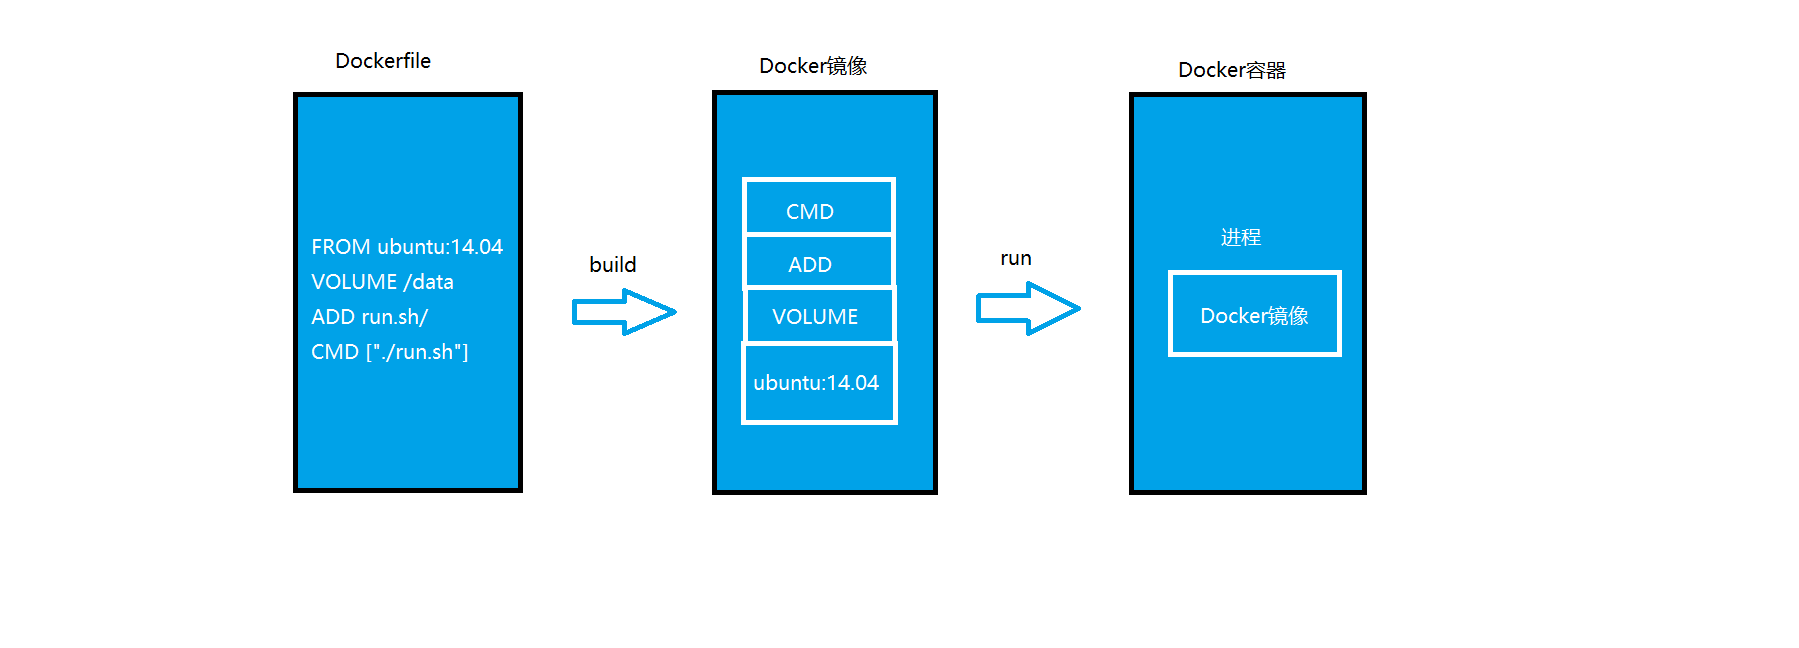 Dockerfile
FROM ubuntu:14.04
VOLUME /data
ADD run.sh/
CMD ["./run.sh"]
build
Docker镜像
CMD
ADD
VOLUME
ubuntu:14.04
run
Docker容器
进程
Docker镜像